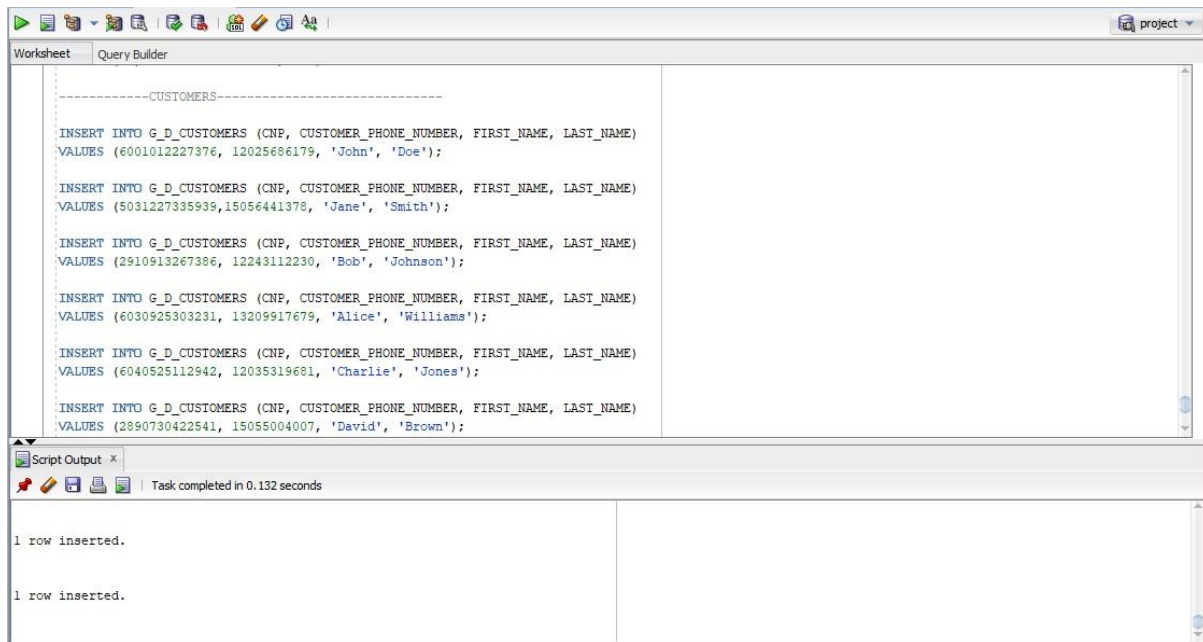 project
Worksheet Query Builder
------------CUSTOMERS------------------------------
INSERT INTO G_D_CUSTOMERS (CNP, CUSTOMER_PHONE_NUMBER, FIRST_NAME, LAST_NAME)
VALUES (6001012227376, 12025686179, 'John', 'Doe');
INSERT INTO G_D_CUSTOMERS (CNP, CUSTOMER_PHONE_NUMBER, FIRST_NAME, LAST_NAME)
VALUES (5031227335939,15056441378, 'Jane', 'Smith');
INSERT INTO G_D_CUSTOMERS (CNP, CUSTOMER_PHONE_NUMBER, FIRST_NAME, LAST_NAME)
VALUES (2910913267386, 12243112230, 'Bob', 'Johnson');
INSERT INTO G_D_CUSTOMERS (CNP, CUSTOMER_PHONE_NUMBER, FIRST_NAME, LAST_NAME)
VALUES (6030925303231, 13209917679, 'Alice', 'Williams');
INSERT INTO G_D_CUSTOMERS (CNP, CUSTOMER_PHONE_NUMBER, FIRST_NAME, LAST_NAME)
VALUES (6040525112942, 12035319681, 'Charlie', 'Jones');
INSERT INTO G_D_CUSTOMERS (CNP, CUSTOMER_PHONE_NUMBER, FIRST_NAME, LAST_NAME)
VALUES (2890730422541, 15055004007, 'David', 'Brown');
Script Output x
Task completed in 0.132 seconds
1 row inserted.
1 row inserted.